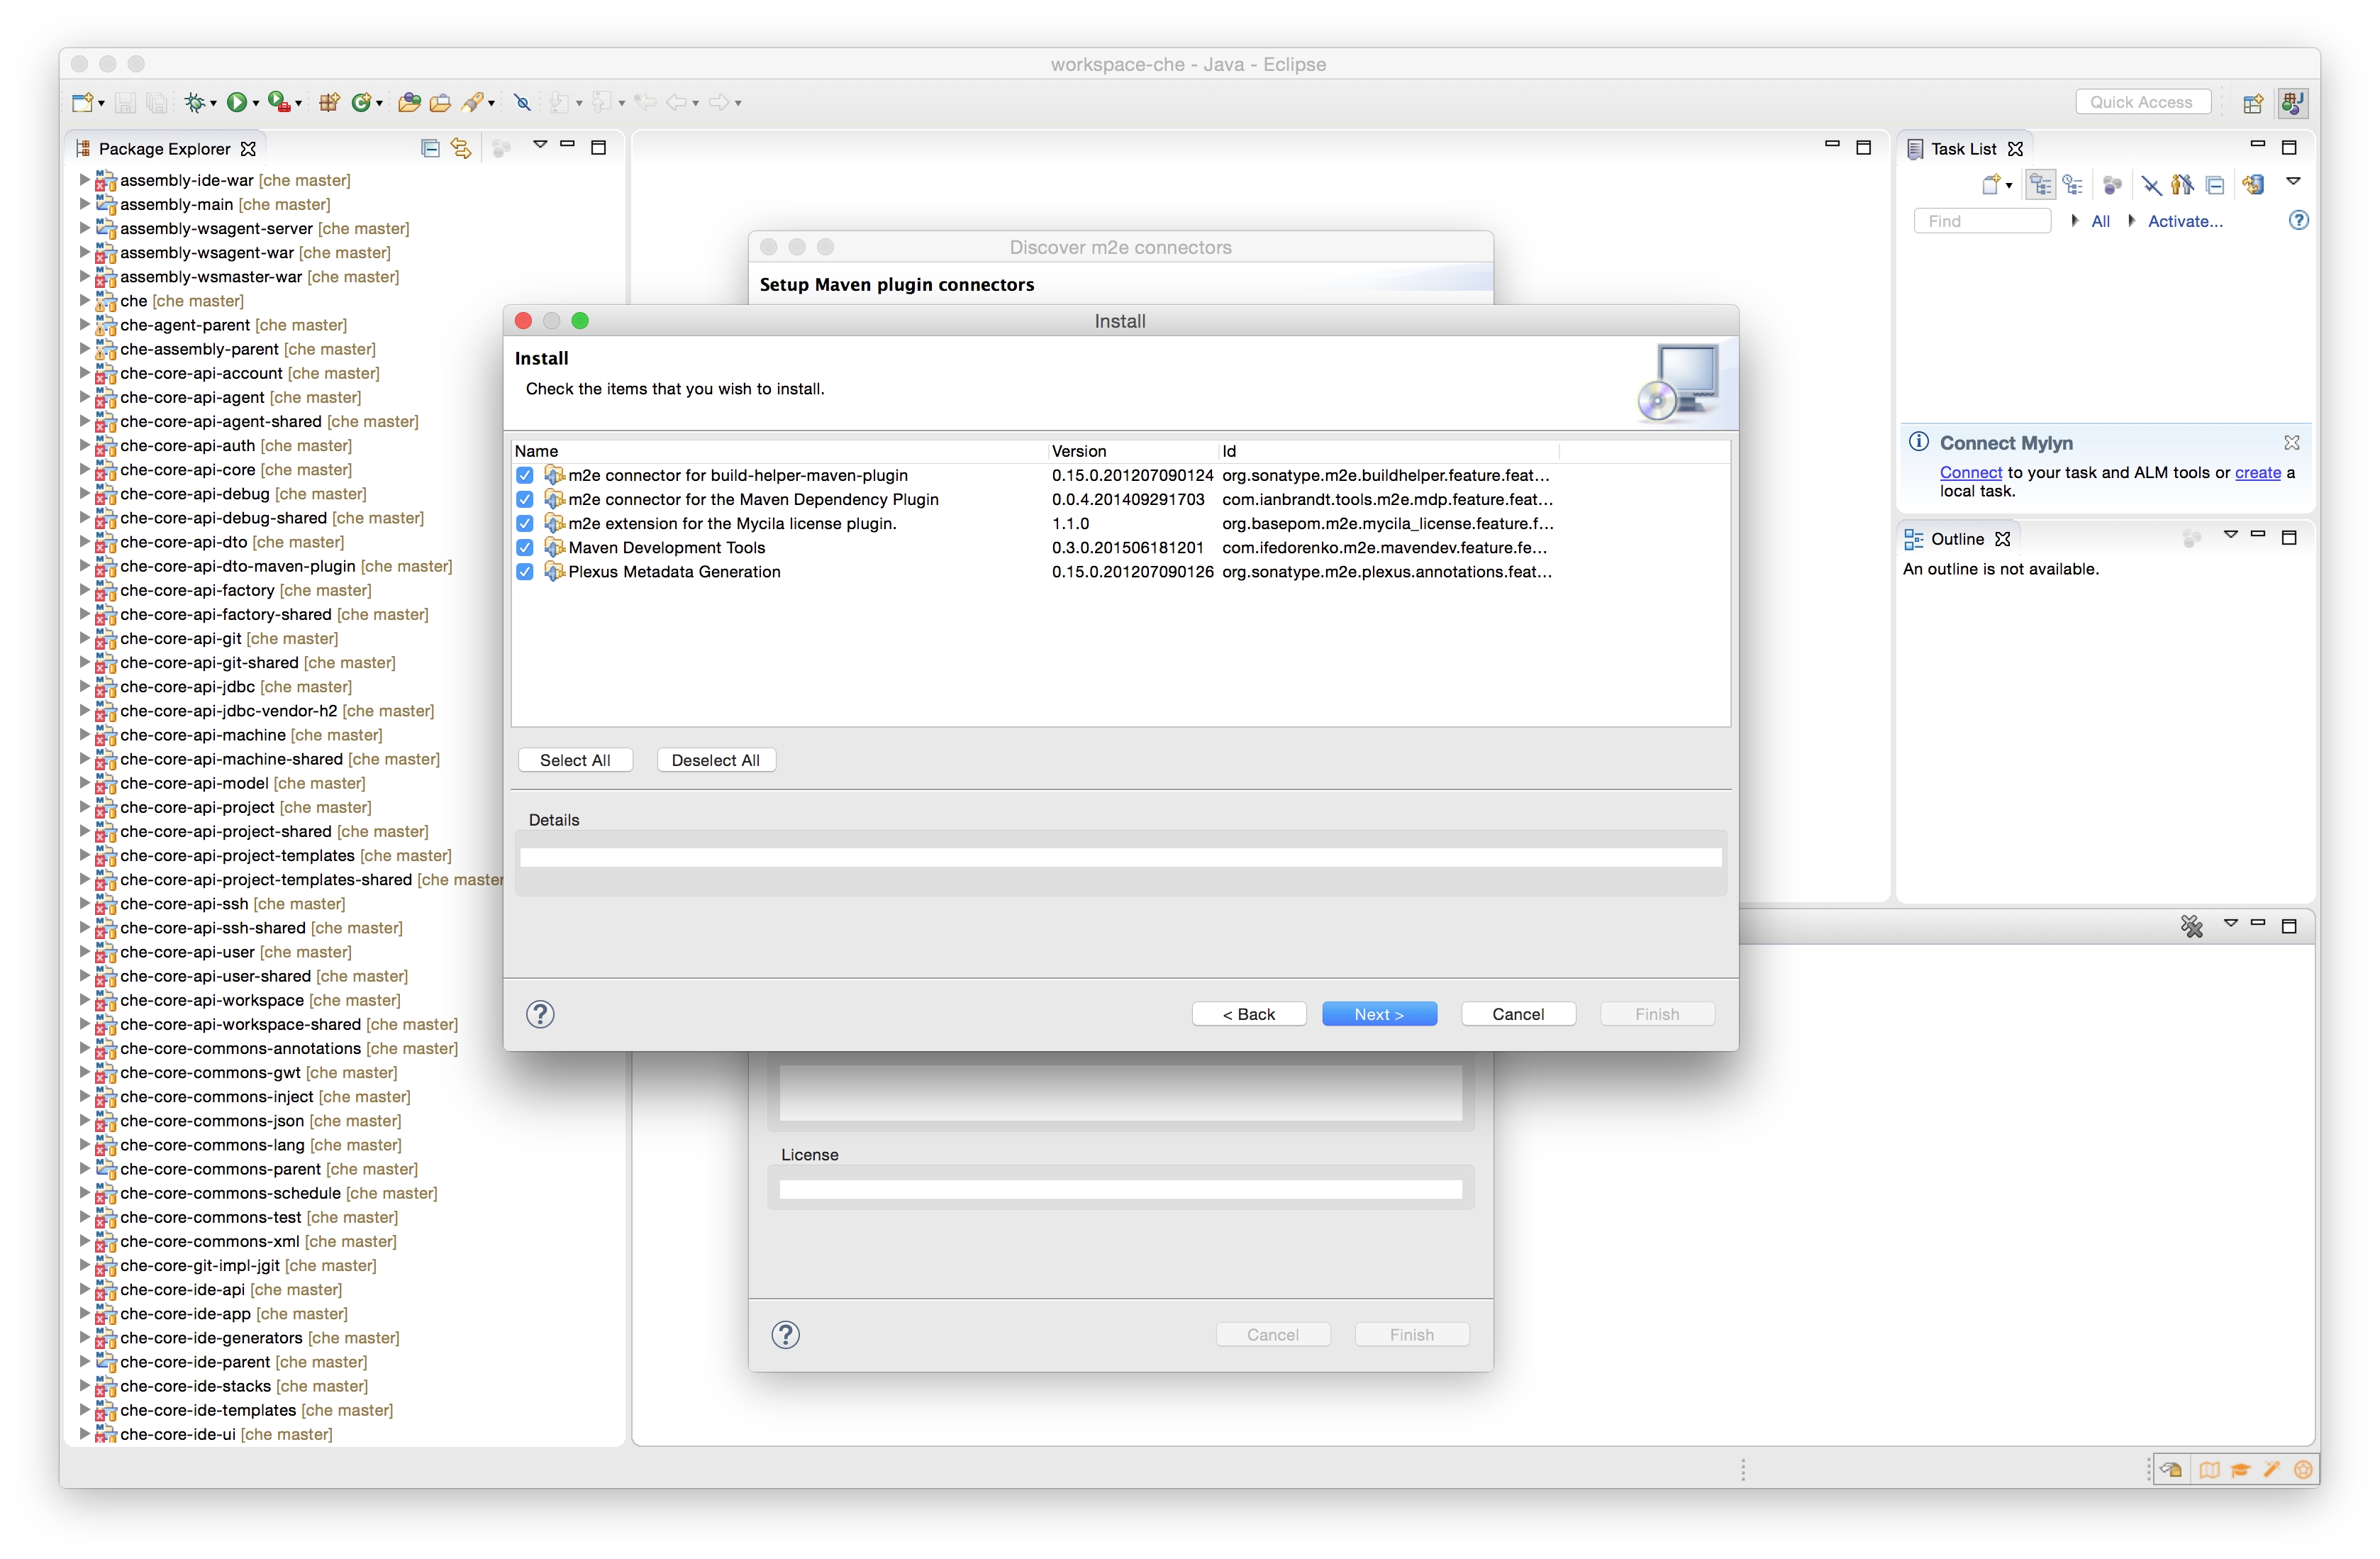 workspace-che - Java - Eclipse
Quick Access
Package Explorer
assembly-ide-war [che master]
assembly-main [che master]
assembly-wsagent-server [che master]
assembly-wsagent-war [che master]
assembly-wsmaster-war [che master]
che [che master]
che-agent-parent [che master]
che-assembly-parent [che master]
che-core-api-account [che master]
che-core-api-agent [che master]
che-core-api-agent-shared [che master]
che-core-api-auth [che master]
che-core-api-core [che master]
che-core-api-debug [che master]
che-core-api-debug-shared [che master]
che-core-api-dto [che master]
che-core-api-dto-maven-plugin [che master]
che-core-api-factory [che master]
che-core-api-factory-shared [che master]
che-core-api-git [che master]
che-core-api-git-shared [che master]
che-core-api-jdbc [che master]
che-core-api-jdbc-vendor-h2 [che master]
che-core-api-machine [che master]
che-core-api-machine-shared [che master]
che-core-api-model [che master]
che-core-api-project [che master]
che-core-api-project-shared [che master]
che-core-api-project-templates [che master]
che-core-api-project-templates-shared [che master
che-core-api-ssh [che master]
che-core-api-ssh-shared [che master]
che-core-api-user [che master]
che-core-api-user-shared [che master]
che-core-api-workspace [che master]
che-core-api-workspace-shared [che master]
che-core-commons-annotations [che master]
che-core-commons-gwt [che master]
che-core-commons-inject [che master]
che-core-commons-json [che master]
che-core-commons-lang [che master]
che-core-commons-parent [che master]
che-core-commons-schedule [che master]
che-core-commons-test [che master]
che-core-commons-xml [che master]
che-core-git-impl-jgit [che master]
che-core-ide-api [che master]
che-core-ide-app [che master]
che-core-ide-generators [che master]
che-core-ide-parent [che master]
che-core-ide-stacks [che master]
che-core-ide-templates [che master]
che-core-ide-ui [che master]
Discover m2e connectors
Setup Maven plugin connectors
Install
Install
Check the items that you wish to install.
Name Version Id
m2e connector for build-helper-maven-plugin 0.15.0.201207090124 org.sonatype.m2e.buildhelper.feature.feat...
m2e connector for the Maven Dependency Plugin 0.0.4.201409291703 com.ianbrandt.tools.m2e.mdp.feature.feat...
m2e extension for the Mycila license plugin. 1.1.0 org.basepom.m2e.mycila_license.feature.f...
Maven Development Tools 0.3.0.201506181201 com.ifedorenko.m2e.mavendev.feature.fe...
Plexus Metadata Generation 0.15.0.201207090126 org.sonatype.m2e.plexus.annotations.feat...
Select All Deselect All
Details
< Back Next > Cancel Finish
License
Cancel Finish
Task List
Find All Activate...
Connect Mylyn
Connect to your task and ALM tools or create a
local task.
Outline
An outline is not available.